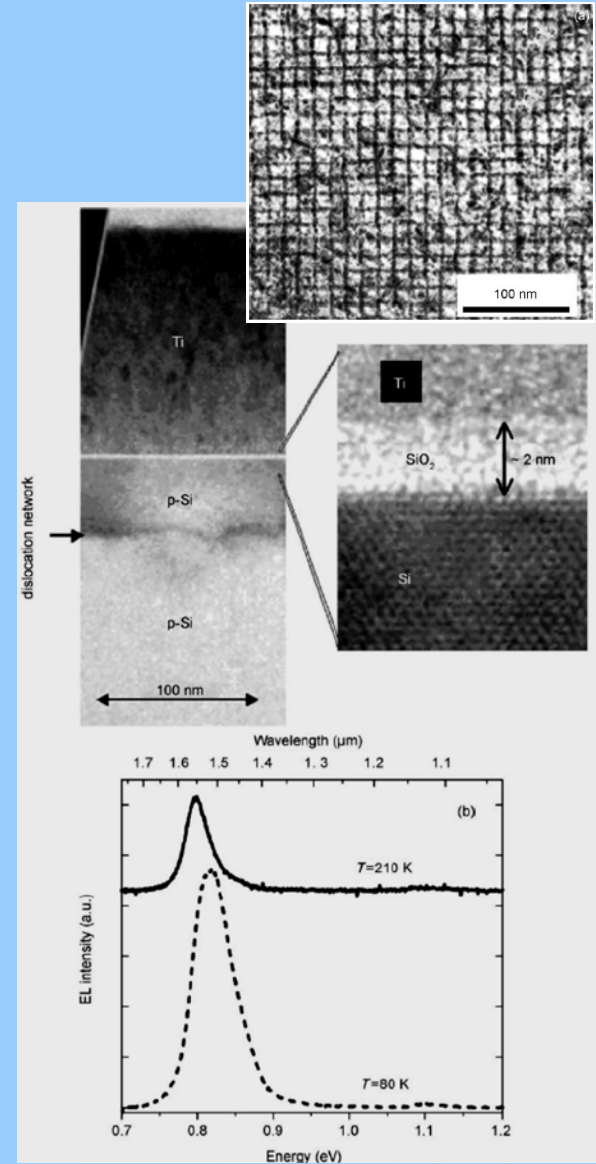 (a)
100 nm
Ti
p-Si
dislocation network
p-Si
100 nm
Ti
SiO₂
~ 2 nm
Si
Wavelength (µm)
1.7 1.6 1.5 1.4 1.3 1.2 1.1
(b)
T=210 K
T=80 K
EL intensity (a.u.)
0.7 0.8 0.9 1.0 1.1 1.2
Energy (eV)